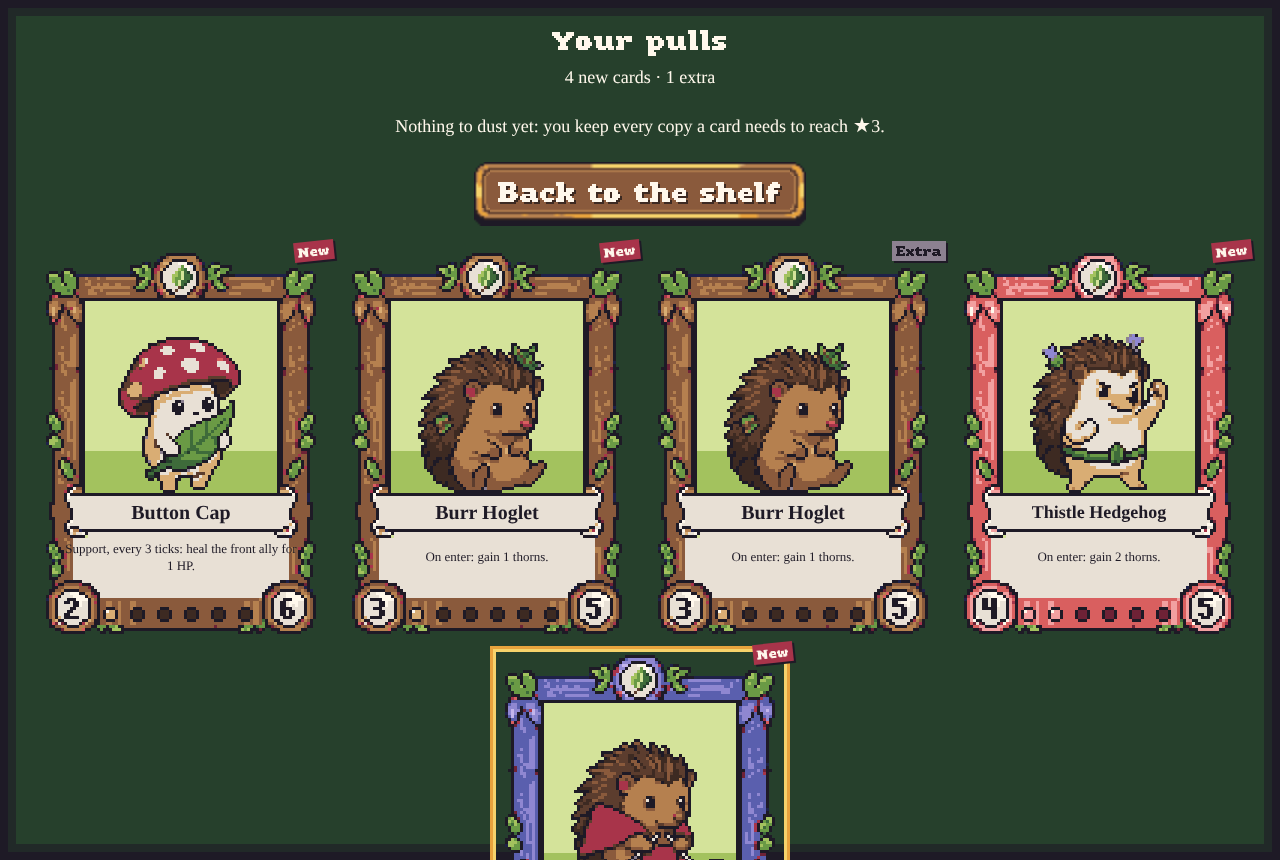 Your pulls
4 new cards · 1 extra
Nothing to dust yet: you keep every copy a card needs to reach ★3.
Back to the shelf
New
New
Extra
New
Button Cap
Burr Hoglet
Burr Hoglet
Thistle Hedgehog
Support, every 3 ticks: heal the front ally for
1 HP.
On enter: gain 1 thorns.
On enter: gain 1 thorns.
On enter: gain 2 thorns.
2
6
3
5
3
5
4
5
New